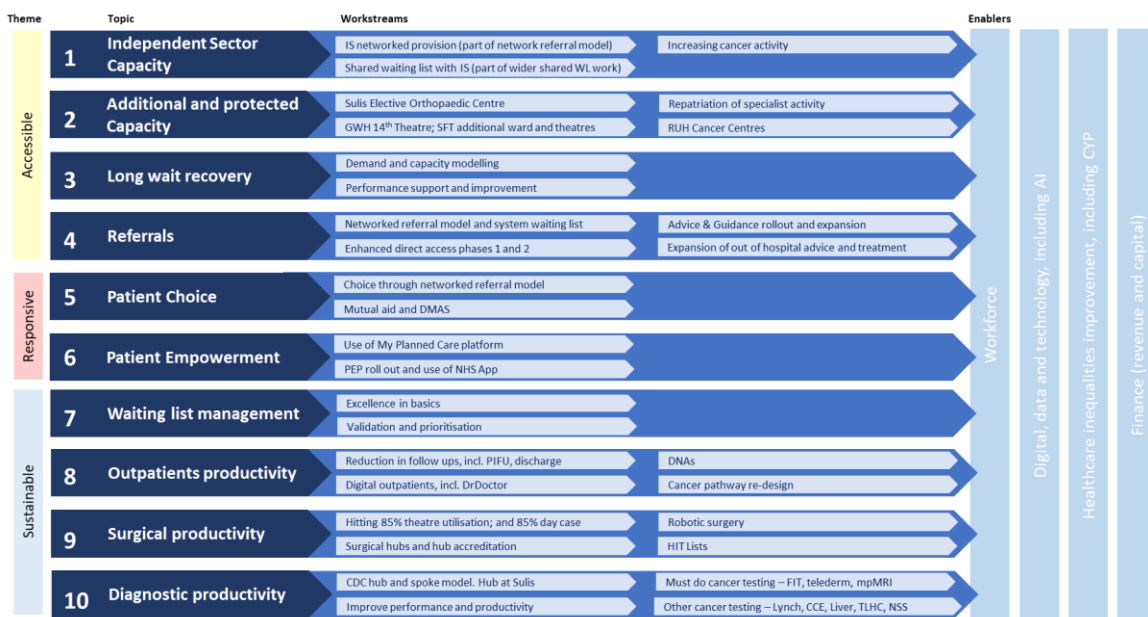 Theme
Topic
Workstreams
Enablers
Accessible
1
Independent Sector
Capacity
IS networked provision (part of network referral model)
Increasing cancer activity
Shared waiting list with IS (part of wider shared WL work)
2
Additional and protected
Capacity
Sulis Elective Orthopaedic Centre
Repatriation of specialist activity
GWH 14th Theatre; SFT additional ward and theatres
RUH Cancer Centres
3
Long wait recovery
Demand and capacity modelling
Performance support and improvement
4
Referrals
Networked referral model and system waiting list
Advice & Guidance rollout and expansion
Enhanced direct access phases 1 and 2
Expansion of out of hospital advice and treatment
Responsive
5
Patient Choice
Choice through networked referral model
Mutual aid and DMAS
6
Patient Empowerment
Use of My Planned Care platform
PEP roll out and use of NHS App
Sustainable
7
Waiting list management
Excellence in basics
Validation and prioritisation
8
Outpatients productivity
Reduction in follow ups, incl. PIFU, discharge
DNAs
Digital outpatients, incl. DrDoctor
Cancer pathway re-design
9
Surgical productivity
Hitting 85% theatre utilisation; and 85% day case
Robotic surgery
Surgical hubs and hub accreditation
HIT Lists
10
Diagnostic productivity
CDC hub and spoke model. Hub at Sulis
Must do cancer testing – FIT, telederm, mpMRI
Improve performance and productivity
Other cancer testing – Lynch, CCE, Liver, TLHC, NSS
Workforce
Digital, data and technology, including AI
Healthcare inequalities improvement, including CYP
Finance (revenue and capital)